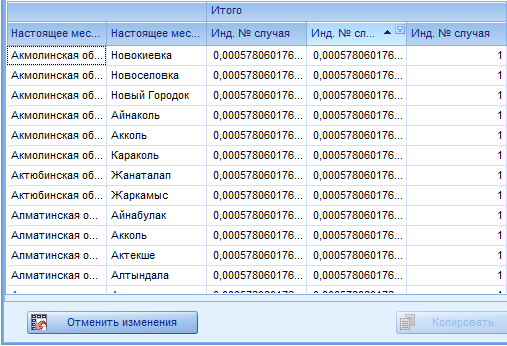 Итого
Настоящее мес... Настоящее мес... Инд. № случая Инд. № сл... Инд. № случая
Акмолинская об... Новокиевка 0,000578060176... 0,000578060176... 1
Акмолинская об... Новоселовка 0,000578060176... 0,000578060176... 1
Акмолинская об... Новый Городок 0,000578060176... 0,000578060176... 1
Акмолинская об... Айнаколь 0,000578060176... 0,000578060176... 1
Акмолинская об... Акколь 0,000578060176... 0,000578060176... 1
Акмолинская об... Караколь 0,000578060176... 0,000578060176... 1
Актюбинская об... Жанаталап 0,000578060176... 0,000578060176... 1
Актюбинская об... Жаркамыс 0,000578060176... 0,000578060176... 1
Алматинская о... Айнабулак 0,000578060176... 0,000578060176... 1
Алматинская о... Акколь 0,000578060176... 0,000578060176... 1
Алматинская о... Актекше 0,000578060176... 0,000578060176... 1
Алматинская о... Алтындала 0,000578060176... 0,000578060176... 1
Отменить изменения Копировать